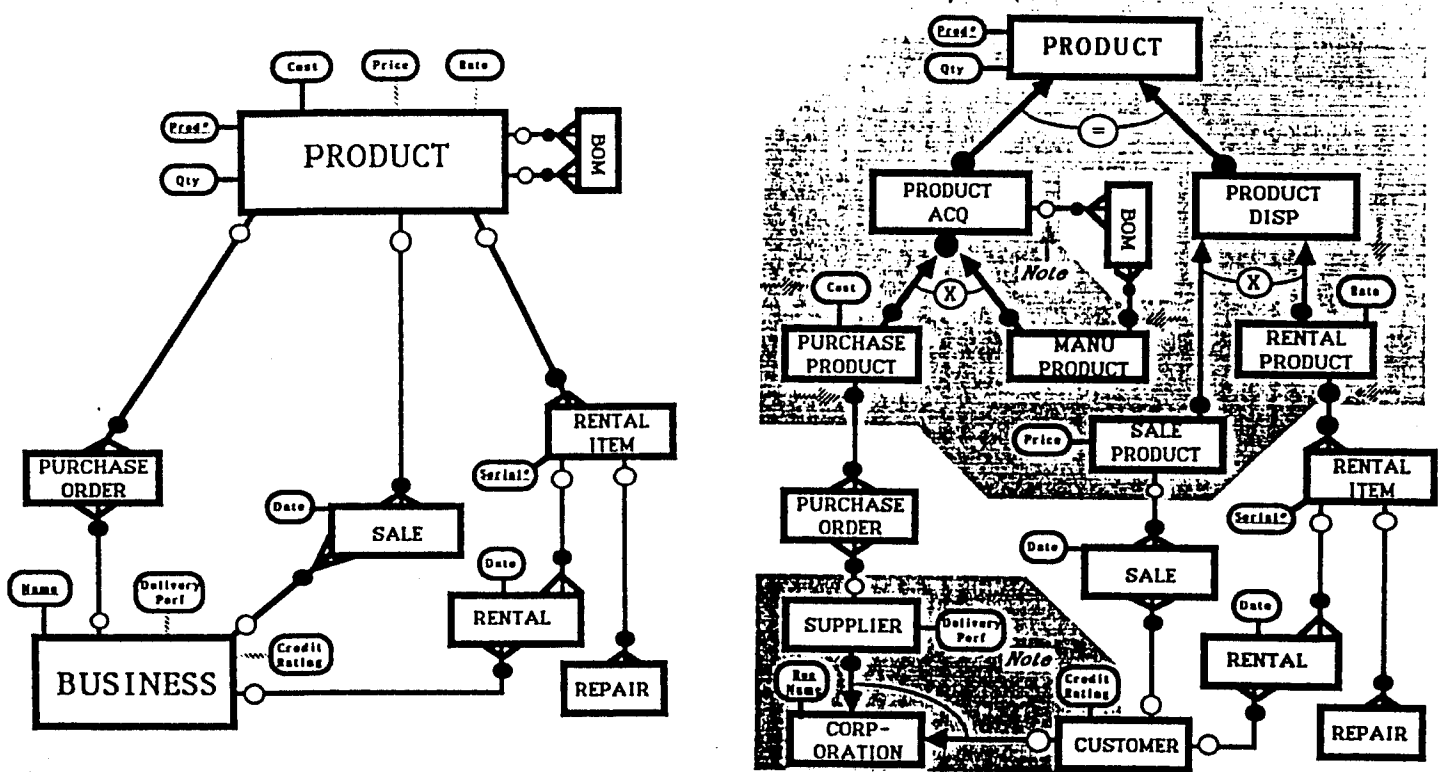 Cost
Price
Rate
Prod#
PRODUCT
BOM
Qty
RENTAL
ITEM
PURCHASE
ORDER
Serial#
Date
SALE
Date
Name
Delivery
Perf
RENTAL
Credit
Rating
BUSINESS
REPAIR
Prod#
PRODUCT
Qty
=
PRODUCT
ACQ
BOM
PRODUCT
DISP
Note
Cost
X
X
Rate
PURCHASE
PRODUCT
MANU
PRODUCT
RENTAL
PRODUCT
Price
SALE
PRODUCT
RENTAL
ITEM
PURCHASE
ORDER
Serial#
Date
SALE
Date
SUPPLIER
Delivery
Perf
Note
RENTAL
Bus
Name
Credit
Rating
CORP-
ORATION
CUSTOMER
REPAIR